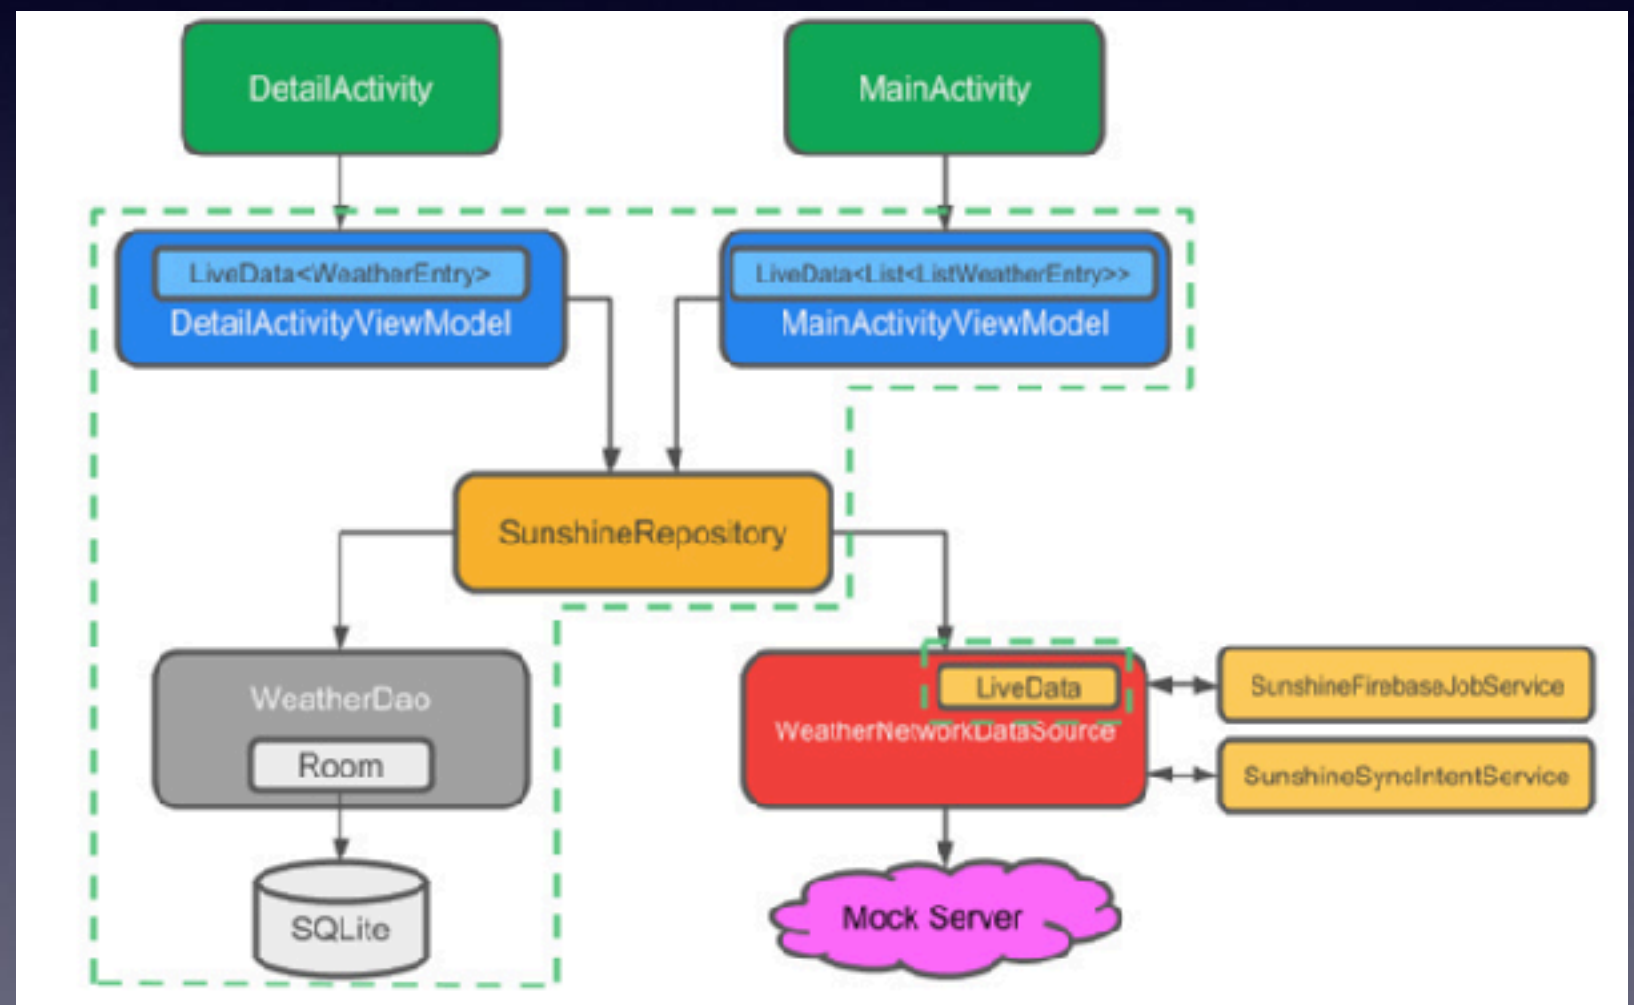 DetailActivity
MainActivity
LiveData<WeatherEntry>
DetailActivityViewModel
LiveData<List<ListWeatherEntry>>
MainActivityViewModel
SunshineRepository
WeatherDao
Room
SQLite
LiveData
WeatherNetworkDataSource
SunshineFirebaseJobService
SunshineSyncIntentService
Mock Server